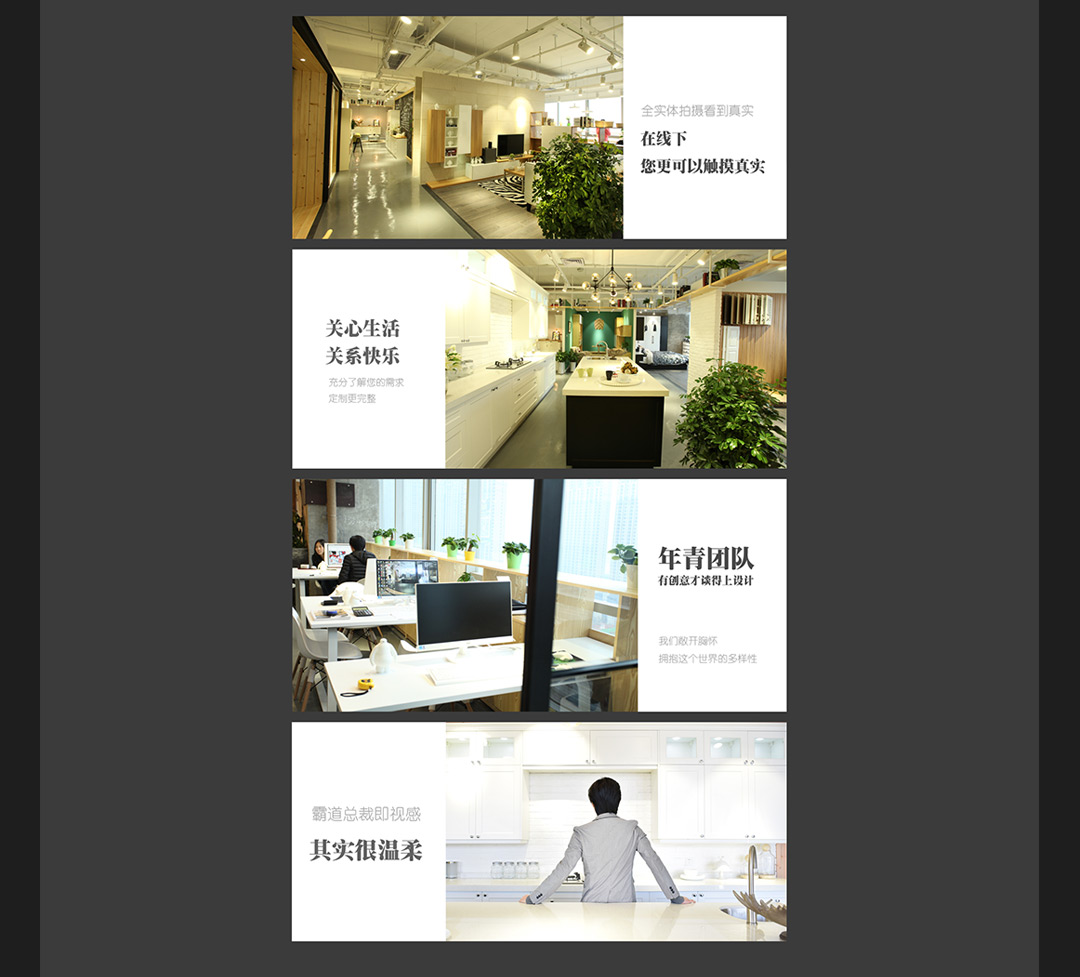 全实体拍摄看到真实
在线下
您更可以触摸真实
关心生活
关系快乐
充分了解您的需求
定制更完整
年青团队
有创意才谈得上设计
我们敞开胸怀
拥抱这个世界的多样性
霸道总裁即视感
其实很温柔